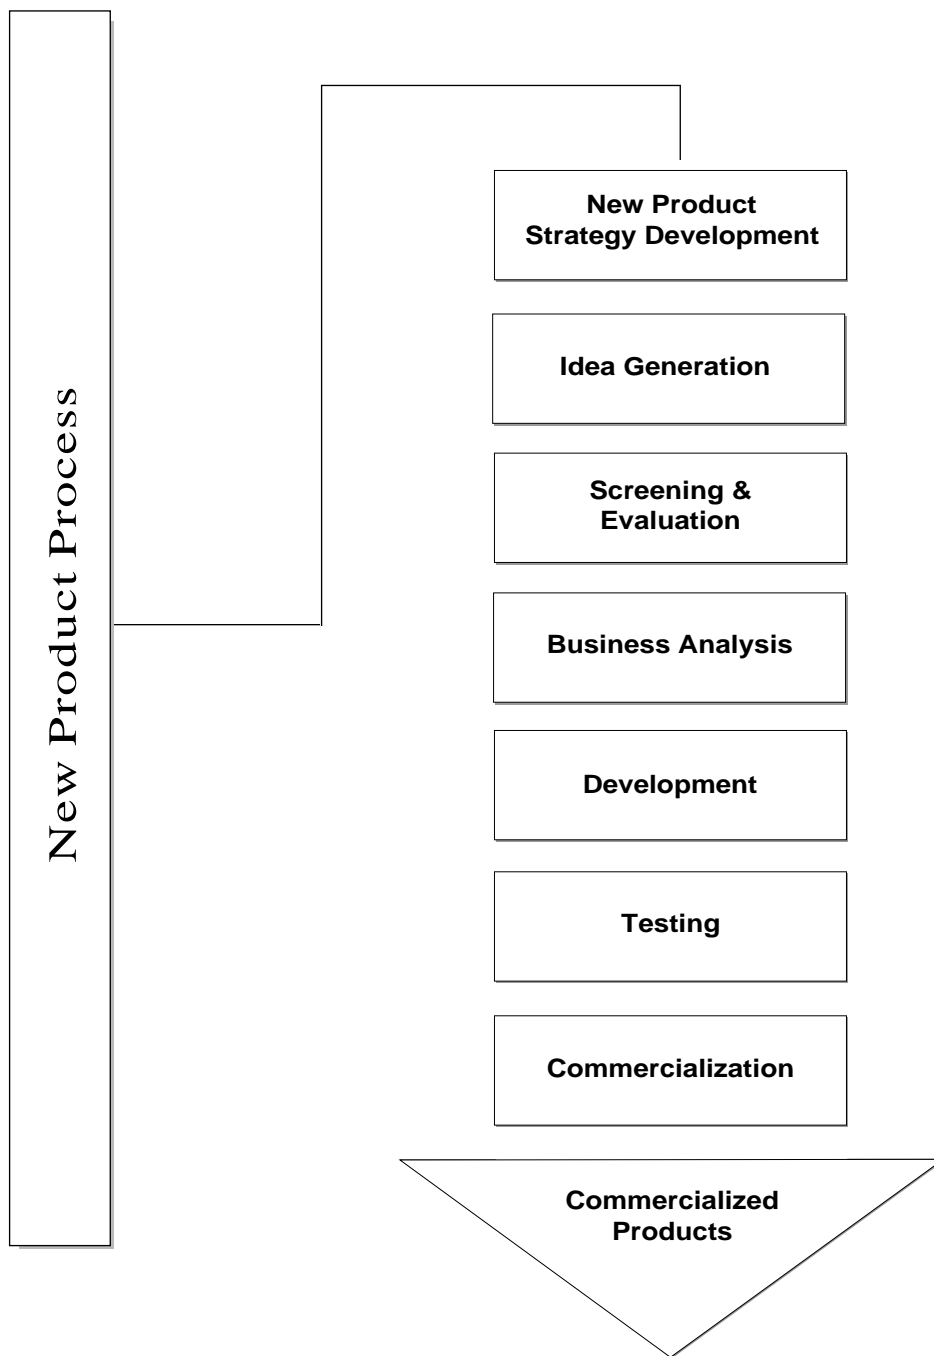 New Product Process
New Product
Strategy Development
Idea Generation
Screening &
Evaluation
Business Analysis
Development
Testing
Commercialization
Commercialized
Products